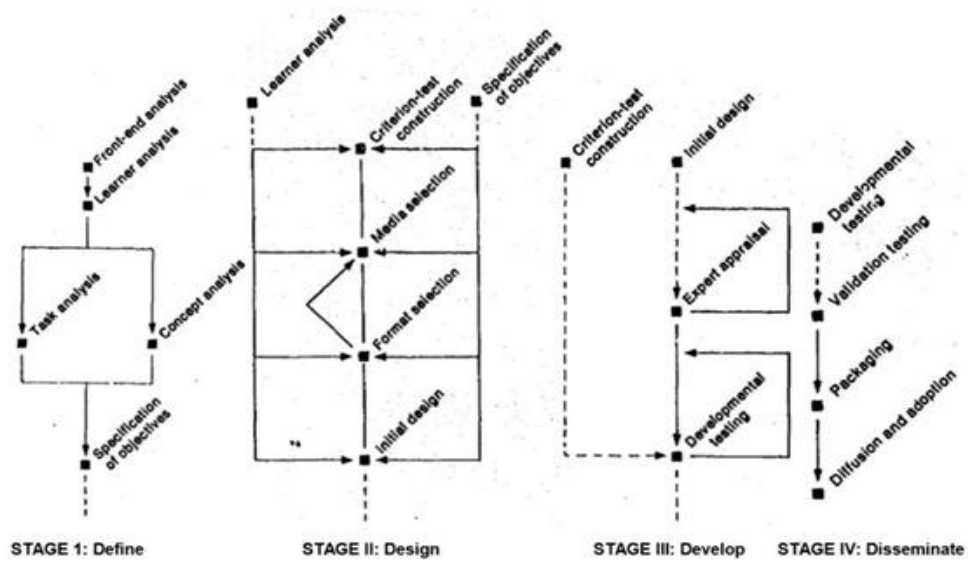 Front-end analysis
Learner analysis
Task analysis
Concept analysis
Specification
of objectives
STAGE 1: Define
Learner analysis
Criterion-test
construction
Specification
of objectives
Media selection
Format selection
Initial design
STAGE II: Design
Criterion-test
construction
Initial design
Expert appraisal
Developmental
testing
STAGE III: Develop
Developmental
testing
Validation testing
Packaging
Diffusion and adoption
STAGE IV: Disseminate